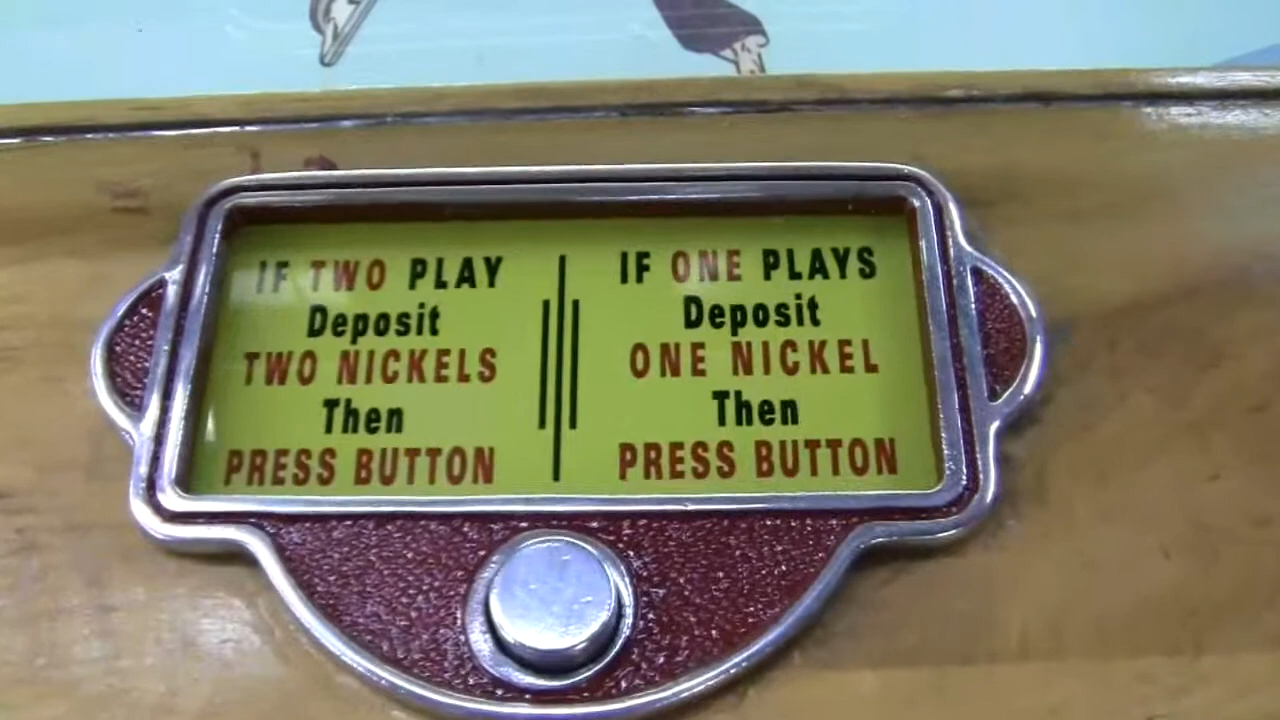 IF TWO PLAY
Deposit
TWO NICKELS
Then
PRESS BUTTON
IF ONE PLAYS
Deposit
ONE NICKEL
Then
PRESS BUTTON